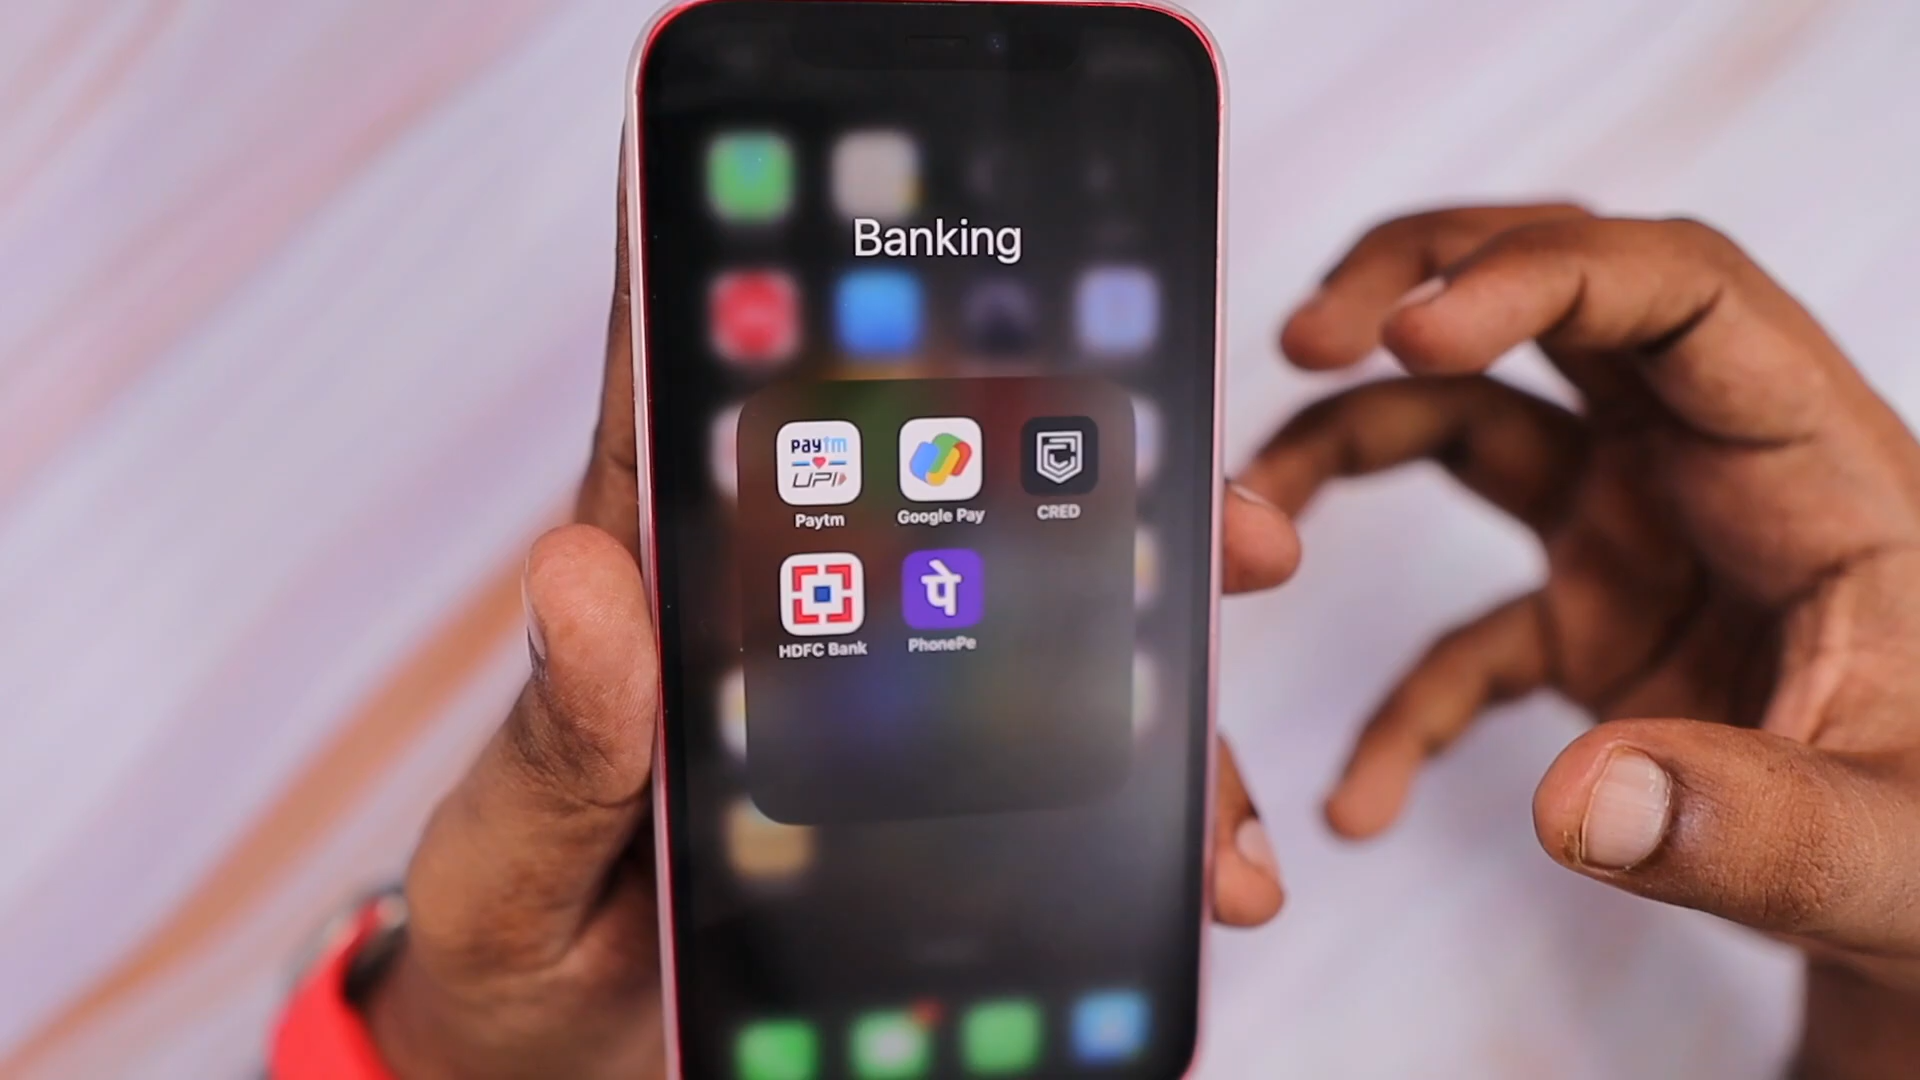 Banking
paytm
UPI
Paytm
Google Pay
CRED
पे
HDFC Bank
PhonePe